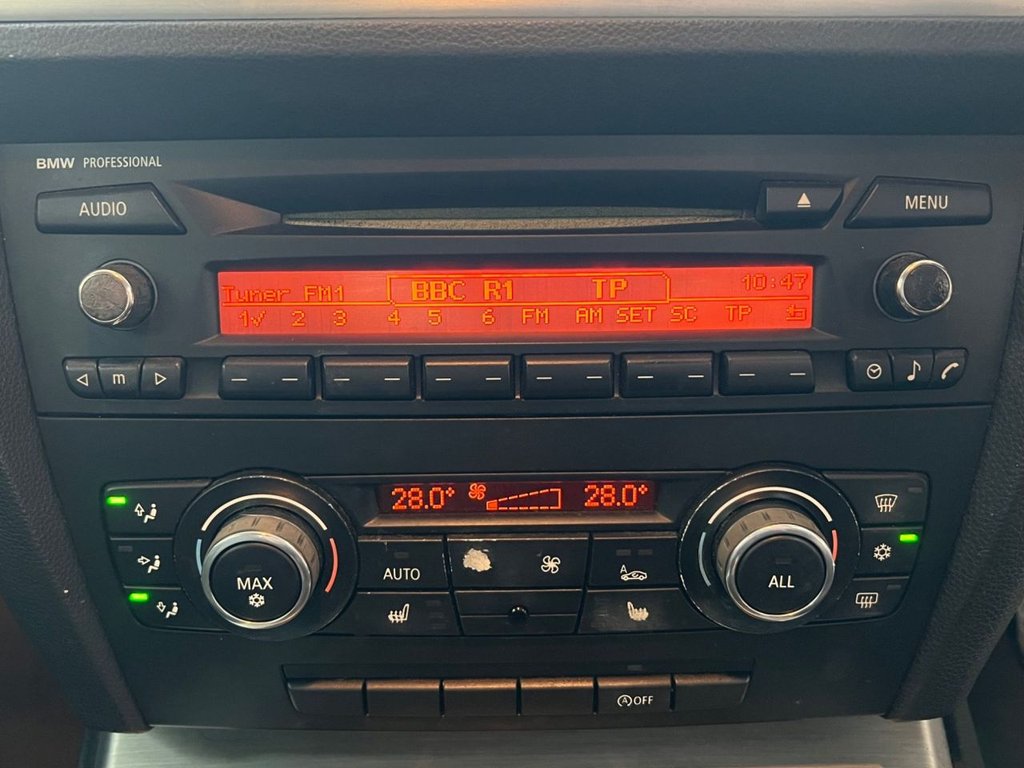 BMW PROFESSIONAL
AUDIO
MENU
Tuner FM1 BBC R1 TP 10:47
1✓ 2 3 4 5 6 FM AM SET SC TP
m
28.0° 28.0°
MAX
AUTO
A
ALL
A OFF